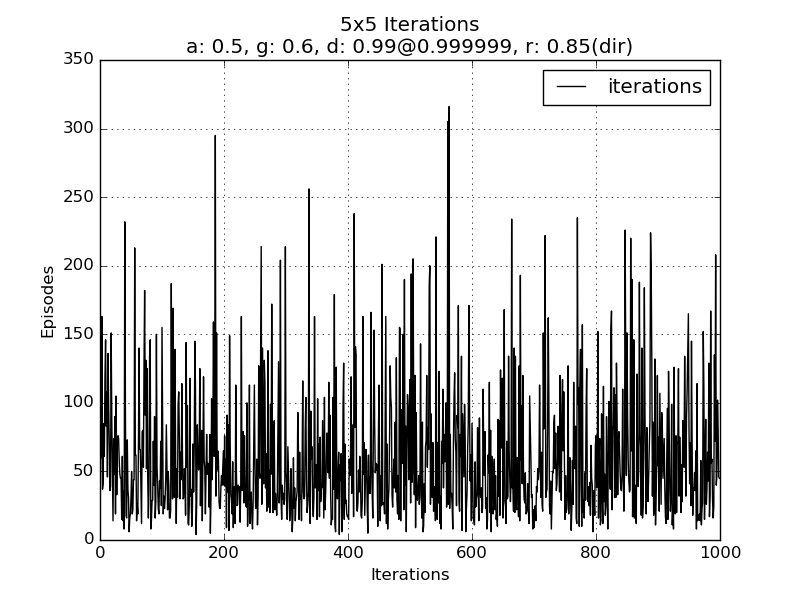 5x5 Iterations
a: 0.5, g: 0.6, d: 0.99@0.999999, r: 0.85(dir)
350
iterations
300
250
200
Episodes
150
100
50
0
0 200 400 600 800 1000
Iterations